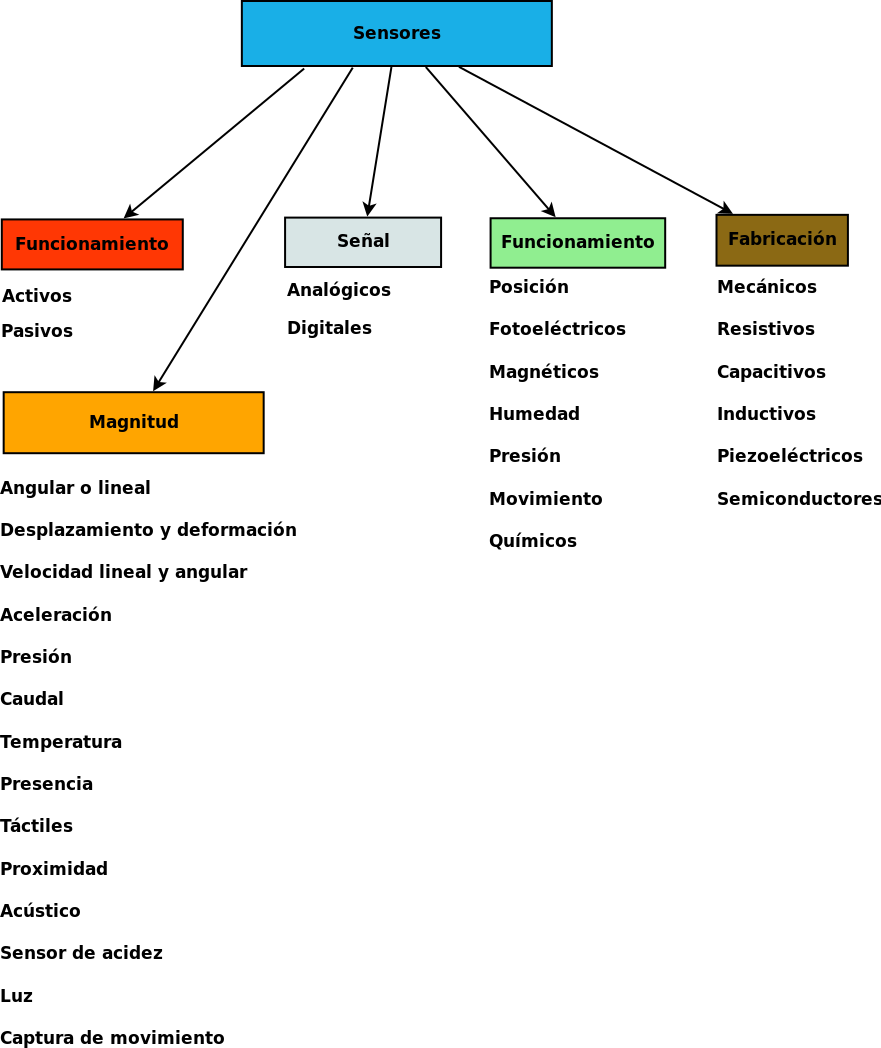 Sensores
Funcionamiento
Activos
Pasivos
Magnitud
Angular o lineal
Desplazamiento y deformación
Velocidad lineal y angular
Aceleración
Presión
Caudal
Temperatura
Presencia
Táctiles
Proximidad
Acústico
Sensor de acidez
Luz
Captura de movimiento
Señal
Analógicos
Digitales
Funcionamiento
Posición
Fotoeléctricos
Magnéticos
Humedad
Presión
Movimiento
Químicos
Fabricación
Mecánicos
Resistivos
Capacitivos
Inductivos
Piezoeléctricos
Semiconductores